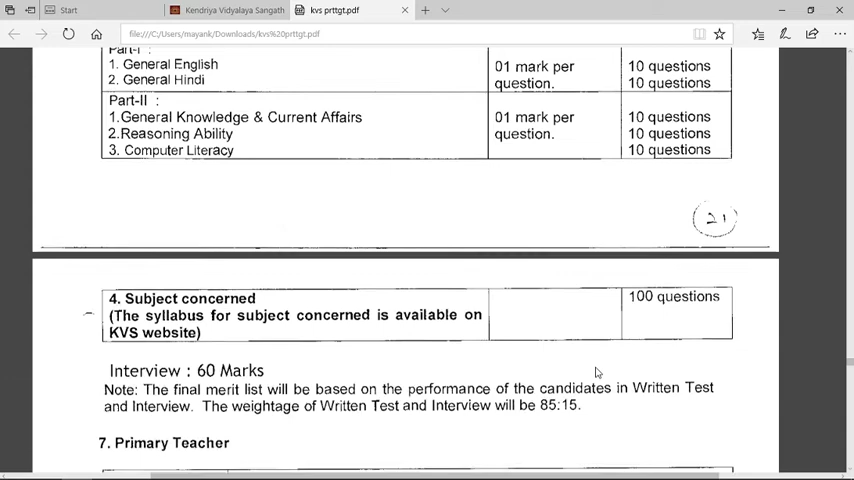 Start
Kendriya Vidyalaya Sangath
kvs prttgt.pdf
file:///C:/Users/mayank/Downloads/kvs%20prttgt.pdf
Part-I :
1. General English
2. General Hindi
01 mark per
question.
10 questions
10 questions
Part-II :
1.General Knowledge & Current Affairs
2.Reasoning Ability
3. Computer Literacy
01 mark per
question.
10 questions
10 questions
10 questions
21
4. Subject concerned
(The syllabus for subject concerned is available on
KVS website)
100 questions
Interview : 60 Marks
Note: The final merit list will be based on the performance of the candidates in Written Test
and Interview. The weightage of Written Test and Interview will be 85:15.
7. Primary Teacher